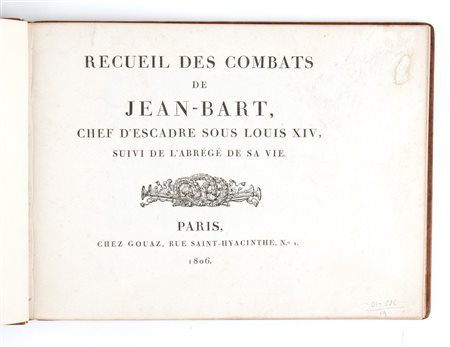 RECUEIL DES COMBATS
DE
JEAN-BART,
CHEF D'ESCADRE SOUS LOUIS XIV,
SUIVI DE L'ABRÉGÉ DE SA VIE.
PARIS,
CHEZ GOUAZ, RUE SAINT-HYACINTHE, N.º 1.
1806.